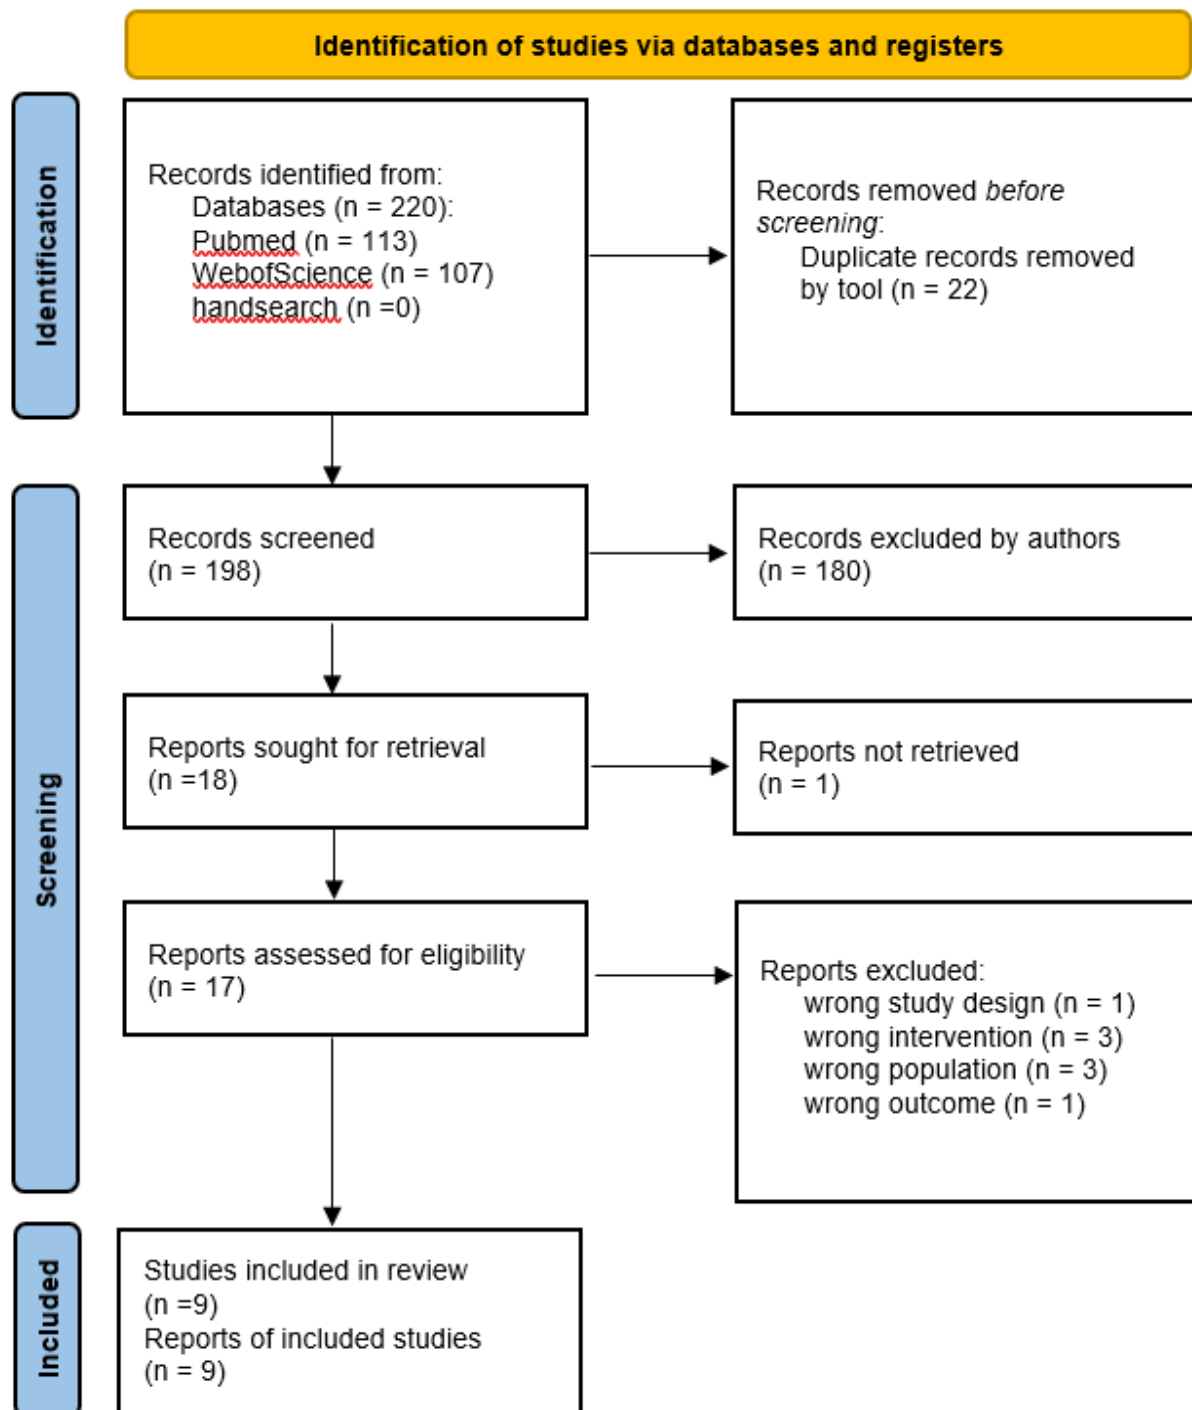 Identification of studies via databases and registers
Identification
Records identified from:
Databases (n = 220):
Pubmed (n = 113)
WebofScience (n = 107)
handsearch (n =0)
Records removed before
screening:
Duplicate records removed
by tool (n = 22)
Screening
Records screened
(n = 198)
Records excluded by authors
(n = 180)
Reports sought for retrieval
(n =18)
Reports not retrieved
(n = 1)
Reports assessed for eligibility
(n = 17)
Reports excluded:
wrong study design (n = 1)
wrong intervention (n = 3)
wrong population (n = 3)
wrong outcome (n = 1)
Included
Studies included in review
(n =9)
Reports of included studies
(n = 9)